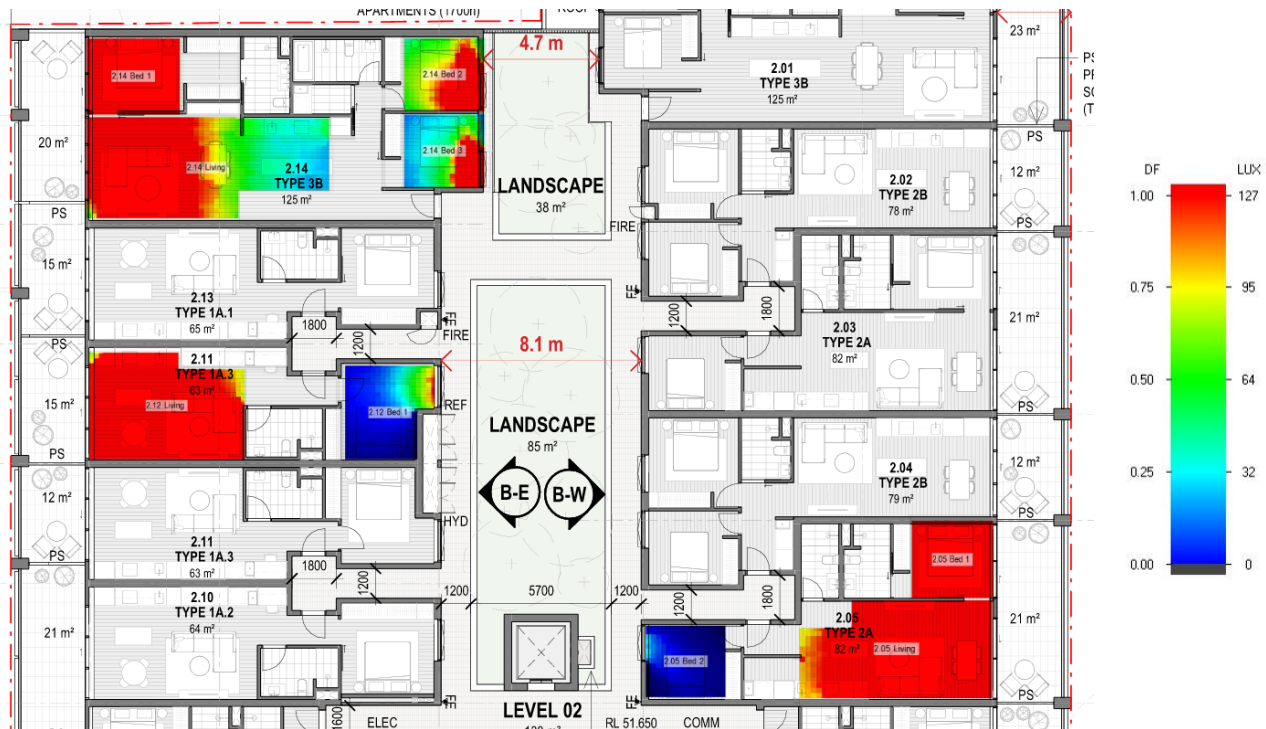 APARTMENTS (1700h)
4.7 m
23 m²
PS
2.14 Bed 1
2.14 Bed 2
2.01
TYPE 3B
125 m²
PS
20 m²
2.14 Living
2.14
TYPE 3B
125 m²
2.14 Bed 3
LANDSCAPE
38 m²
2.02
TYPE 2B
78 m²
12 m²
PS
DF
LUX
1.00
127
0.75
95
0.50
64
0.25
32
0.00
0
PS
15 m²
2.13
TYPE 1A.1
65 m²
1800
1200
FE
FIRE
FIRE
FE
1200
1800
2.03
TYPE 2A
82 m²
21 m²
PS
PS
15 m²
2.11
TYPE 1A.3
63 m²
2.12 Living
2.12 Bed 1
8.1 m
REF
LANDSCAPE
85 m²
B-E
B-W
HYD
PS
12 m²
PS
2.11
TYPE 1A.3
63 m²
1800
1200
2.04
TYPE 2B
79 m²
12 m²
PS
2.05 Bed 1
21 m²
2.10
TYPE 1A.2
64 m²
1200
5700
1200
1200
1800
2.05
TYPE 2A
82 m²
2.05 Living
2.05 Bed 2
21 m²
PS
FE
FE
LEVEL 02
1600
ELEC
RL 51.650
COMM